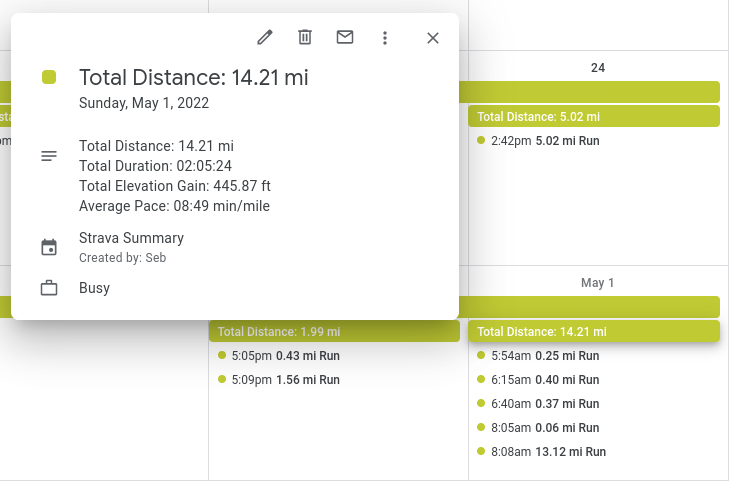 Total Distance: 14.21 mi
Sunday, May 1, 2022
Total Distance: 14.21 mi
Total Duration: 02:05:24
Total Elevation Gain: 445.87 ft
Average Pace: 08:49 min/mile
Strava Summary
Created by: Seb
Busy
24
Total Distance: 5.02 mi
2:42pm 5.02 mi Run
Total Distance: 1.99 mi
5:05pm 0.43 mi Run
5:09pm 1.56 mi Run
May 1
Total Distance: 14.21 mi
5:54am 0.25 mi Run
6:15am 0.40 mi Run
6:40am 0.37 mi Run
8:05am 0.06 mi Run
8:08am 13.12 mi Run